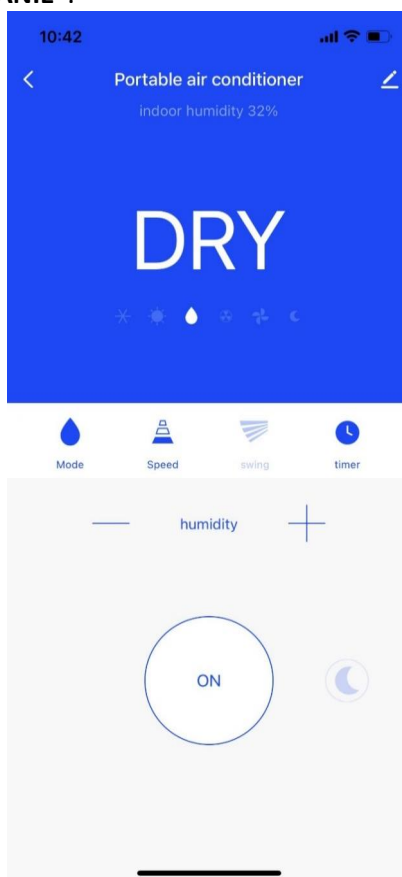 10:42
Portable air conditioner
indoor humidity 32%
DRY
Mode Speed swing timer
humidity
ON